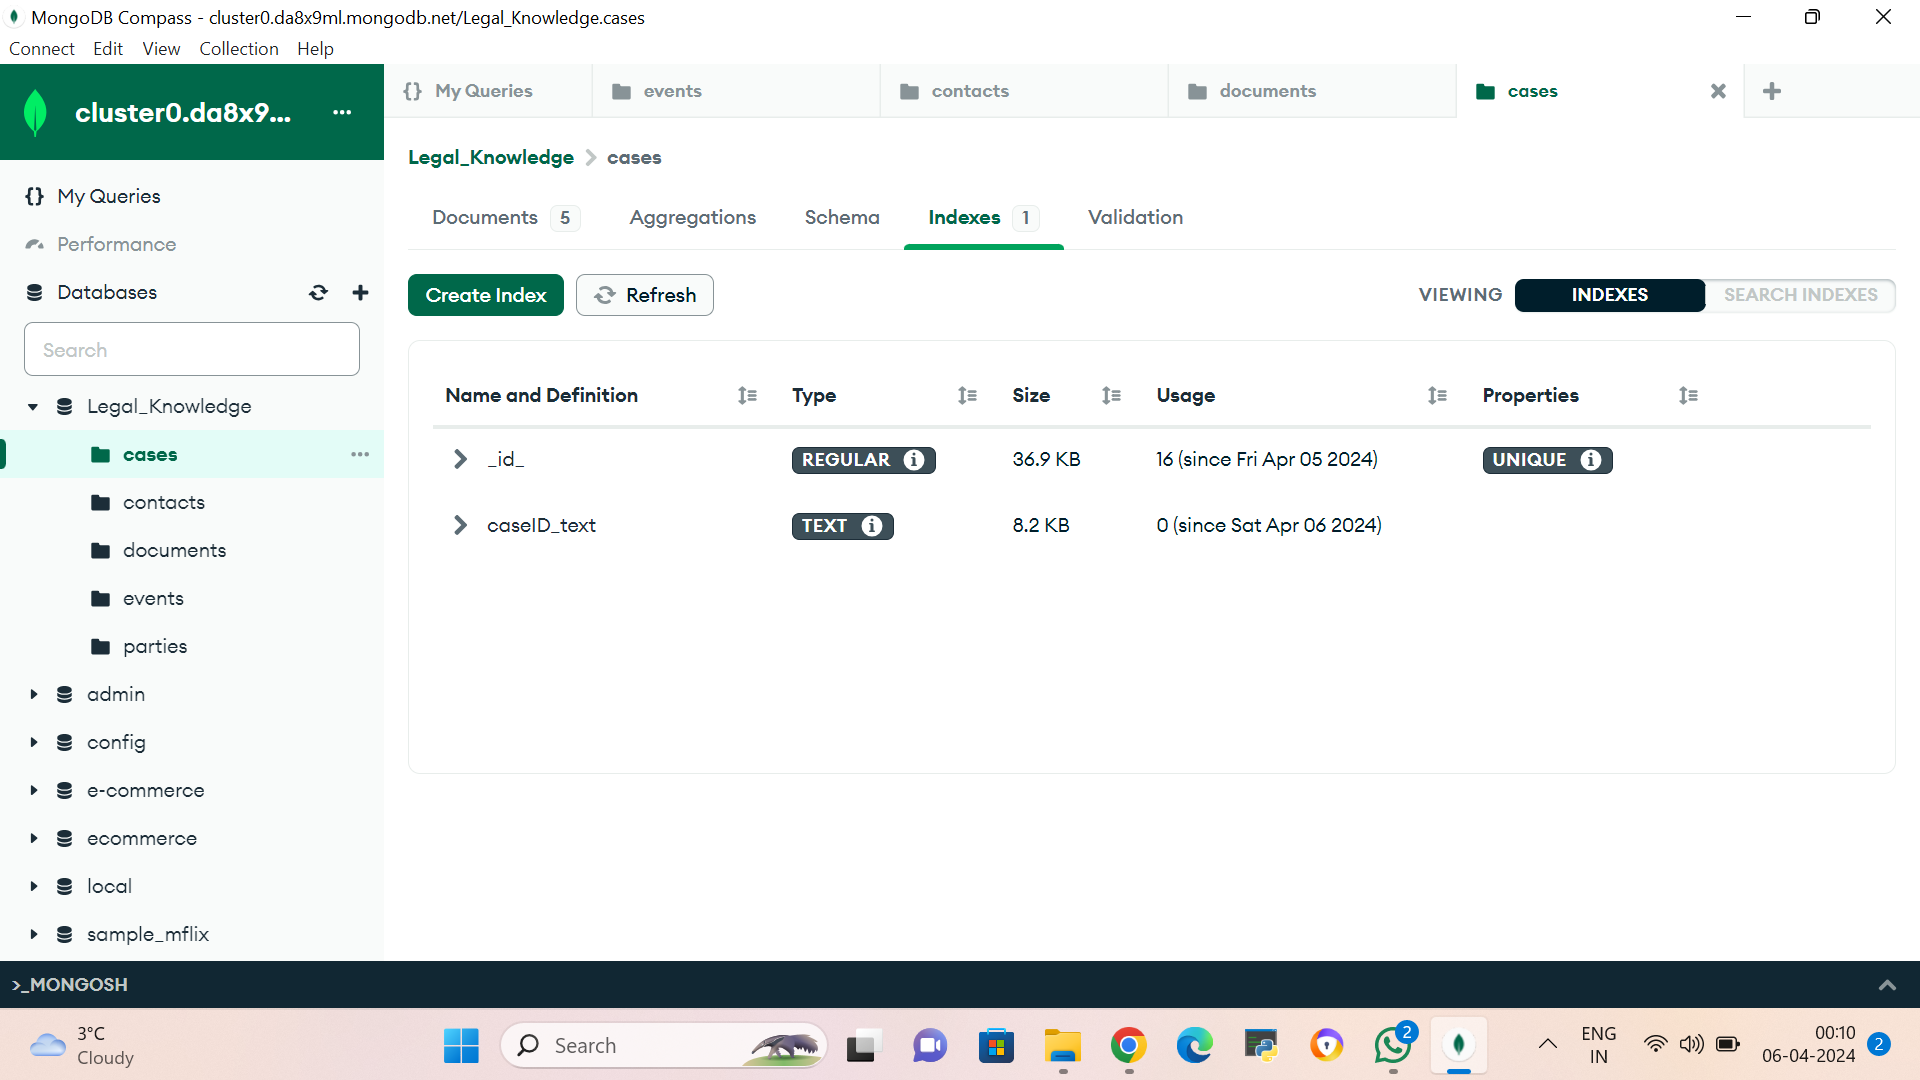 MongoDB Compass - cluster0.da8x9ml.mongodb.net/Legal_Knowledge.cases
Connect Edit View Collection Help
cluster0.da8x9... ...
{} My Queries events contacts documents cases
Legal_Knowledge > cases
{} My Queries
Documents 5 Aggregations Schema Indexes 1 Validation
Performance
Databases
Create Index Refresh VIEWING INDEXES SEARCH INDEXES
Search
Name and Definition Type Size Usage Properties
Legal_Knowledge
cases ...
_id_ REGULAR i 36.9 KB 16 (since Fri Apr 05 2024) UNIQUE i
contacts
caseID_text TEXT i 8.2 KB 0 (since Sat Apr 06 2024)
documents
events
parties
admin
config
e-commerce
ecommerce
local
sample_mflix
>_MONGOSH
3°C
Cloudy
Search
2
ENG
IN
00:10
06-04-2024
2